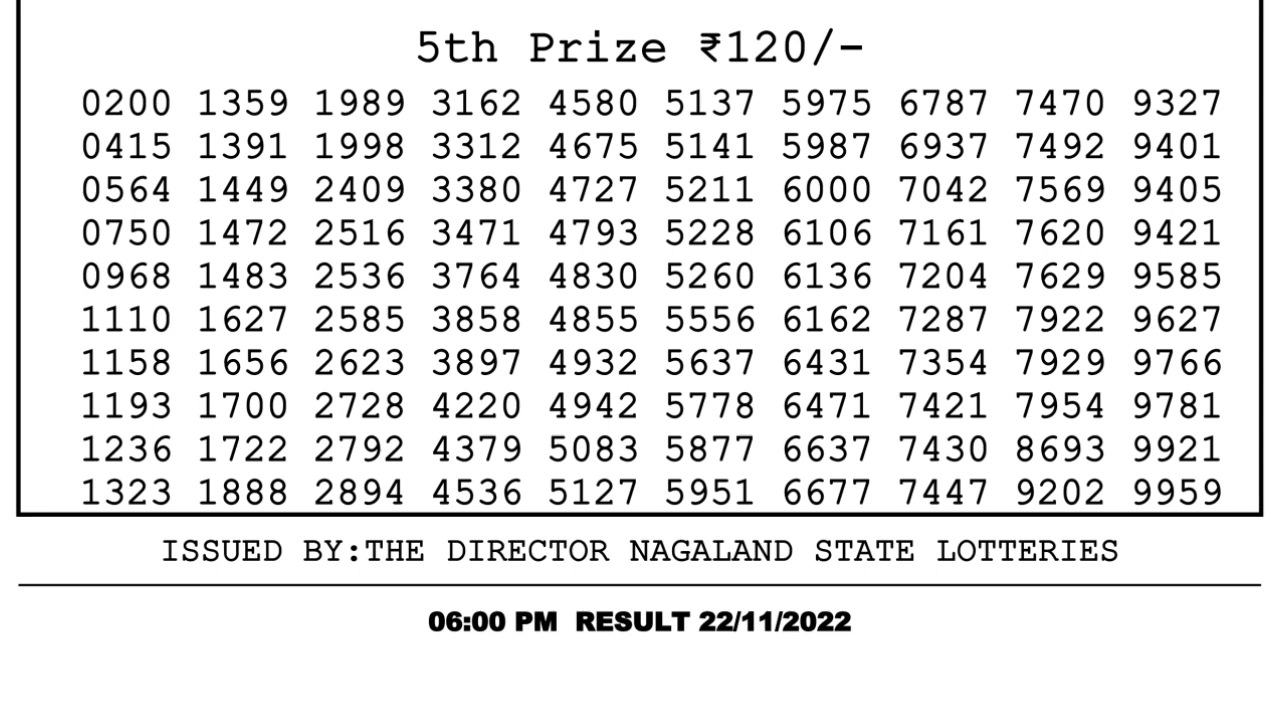 5th Prize ₹120/-
0200 1359 1989 3162 4580 5137 5975 6787 7470 9327
0415 1391 1998 3312 4675 5141 5987 6937 7492 9401
0564 1449 2409 3380 4727 5211 6000 7042 7569 9405
0750 1472 2516 3471 4793 5228 6106 7161 7620 9421
0968 1483 2536 3764 4830 5260 6136 7204 7629 9585
1110 1627 2585 3858 4855 5556 6162 7287 7922 9627
1158 1656 2623 3897 4932 5637 6431 7354 7929 9766
1193 1700 2728 4220 4942 5778 6471 7421 7954 9781
1236 1722 2792 4379 5083 5877 6637 7430 8693 9921
1323 1888 2894 4536 5127 5951 6677 7447 9202 9959
ISSUED BY:THE DIRECTOR NAGALAND STATE LOTTERIES
06:00 PM RESULT 22/11/2022